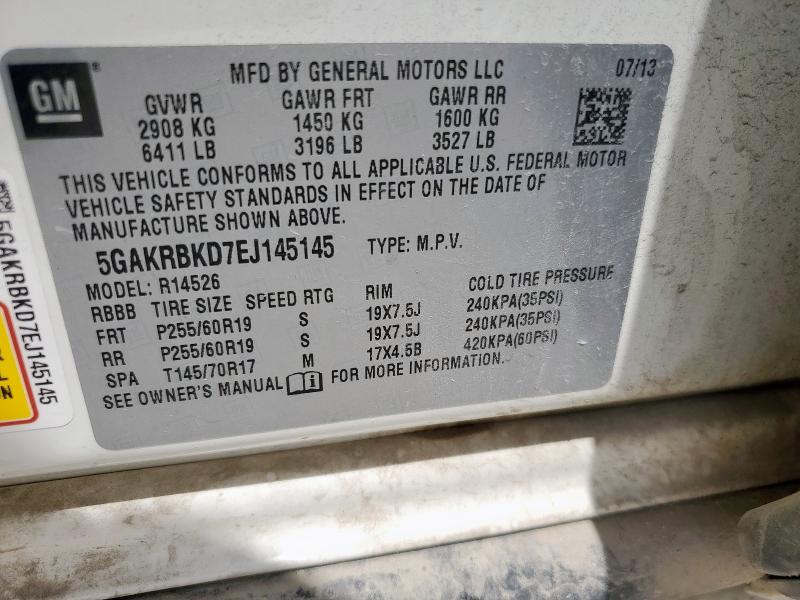 GM
MFD BY GENERAL MOTORS LLC 07/13
GVWR GAWR FRT GAWR RR
2908 KG 1450 KG 1600 KG
6411 LB 3196 LB 3527 LB
THIS VEHICLE CONFORMS TO ALL APPLICABLE U.S. FEDERAL MOTOR
VEHICLE SAFETY STANDARDS IN EFFECT ON THE DATE OF
MANUFACTURE SHOWN ABOVE.
5GAKRBKD7EJ145145 TYPE: M.P.V.
MODEL: R14526
RBBB TIRE SIZE SPEED RTG RIM COLD TIRE PRESSURE
FRT P255/60R19 S 19X7.5J 240KPA(35PSI)
RR P255/60R19 S 19X7.5J 240KPA(35PSI)
SPA T145/70R17 M 17X4.5B 420KPA(60PSI)
SEE OWNER'S MANUAL FOR MORE INFORMATION.
5GAKRBKD7EJ145145